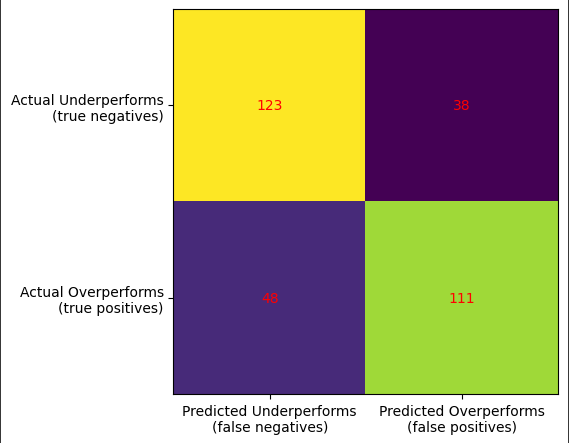 Actual Underperforms
(true negatives)
123
38
Actual Overperforms
(true positives)
48
111
Predicted Underperforms
(false negatives)
Predicted Overperforms
(false positives)